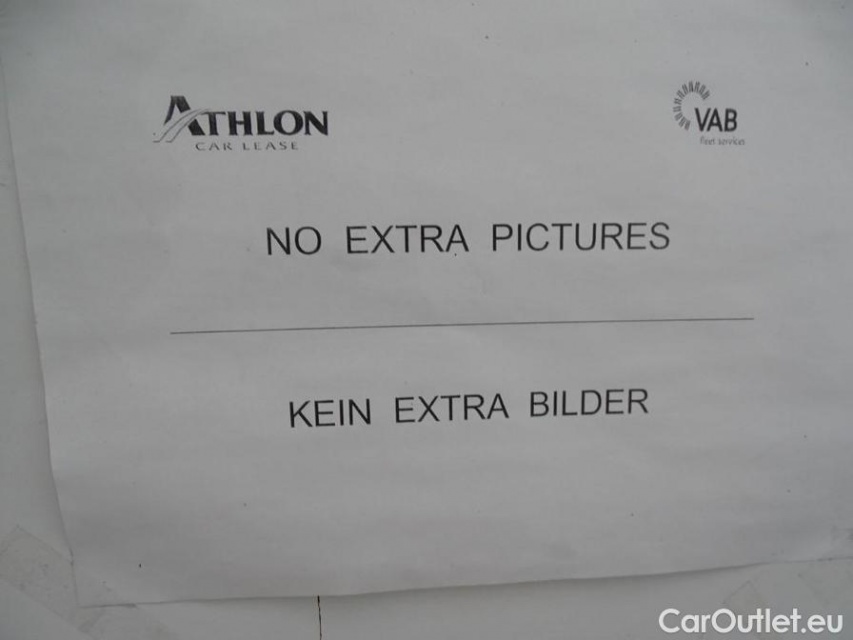 ATHLON
CAR LEASE
VAB
fleet services
NO EXTRA PICTURES
KEIN EXTRA BILDER
CarOutlet.eu